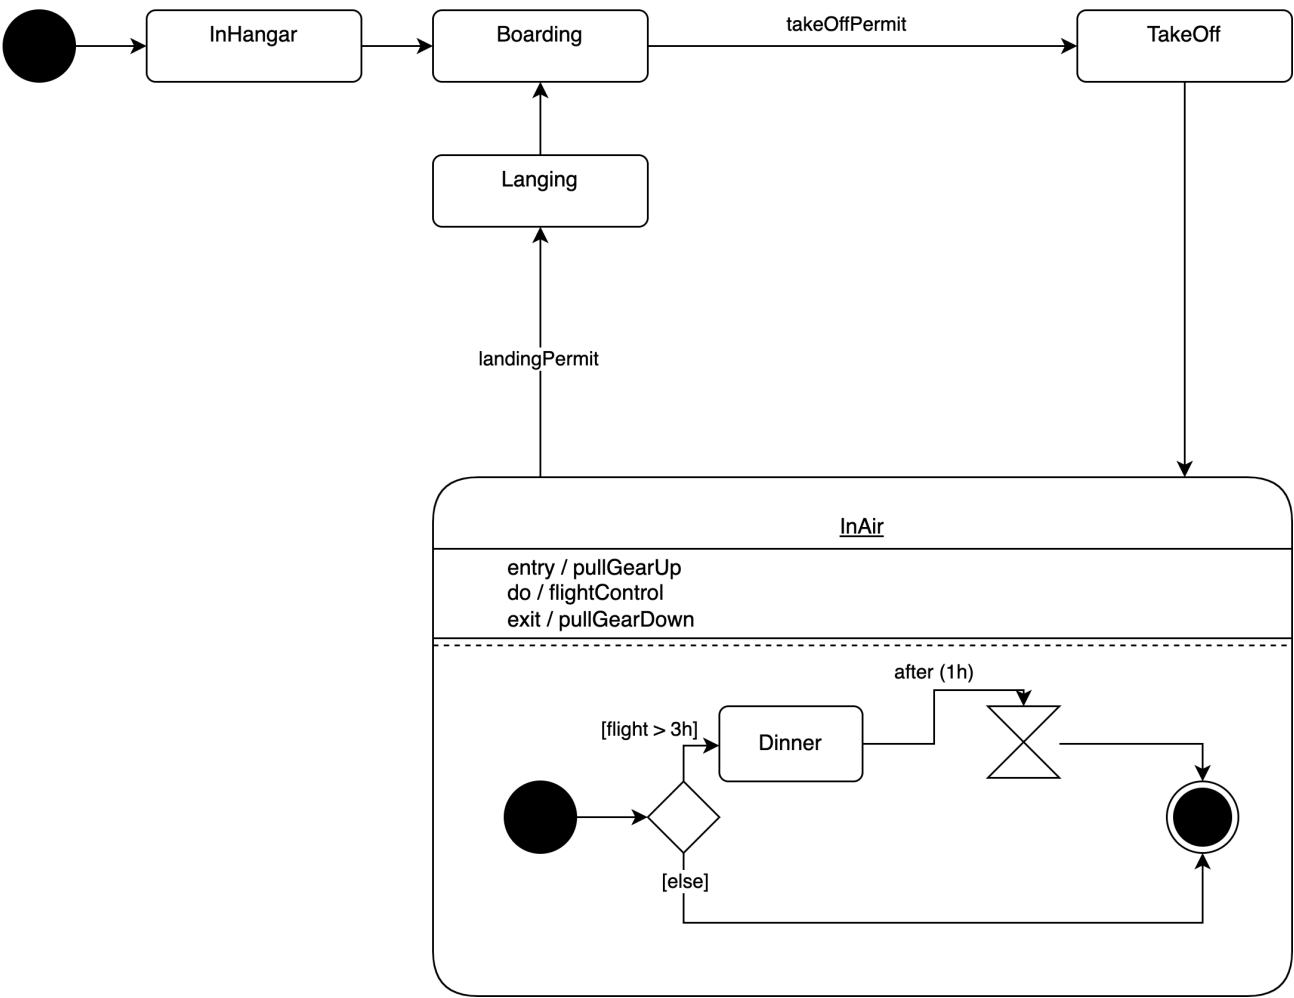 InHangar
Boarding
takeOffPermit
TakeOff
Langing
landingPermit
InAir
entry / pullGearUp
do / flightControl
exit / pullGearDown
after (1h)
[flight > 3h]
Dinner
[else]